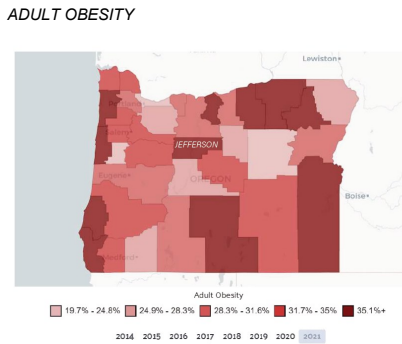 ADULT OBESITY
Lewiston
JEFFERSON
OREGON
Boise
Adult Obesity
19.7% - 24.8% 24.9% - 28.3% 28.3% - 31.6% 31.7% - 35% 35.1%+
2014 2015 2016 2017 2018 2019 2020 2021